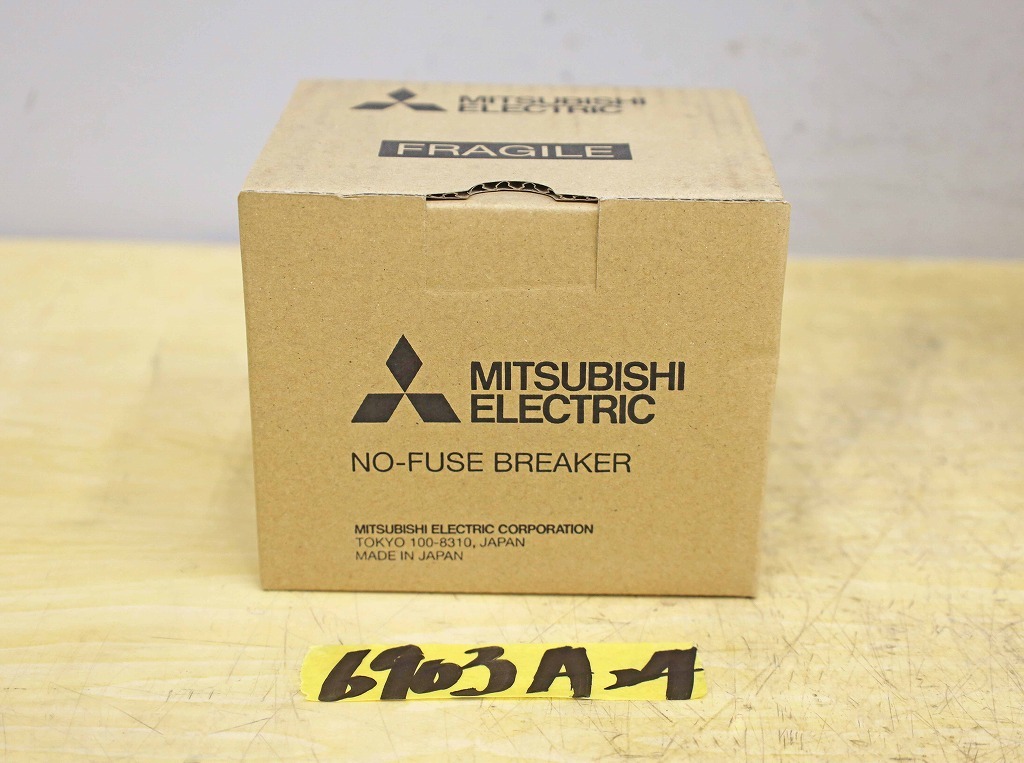 MITSUBISHI
ELECTRIC
FRAGILE
MITSUBISHI
ELECTRIC
NO-FUSE BREAKER
MITSUBISHI ELECTRIC CORPORATION
TOKYO 100-8310, JAPAN
MADE IN JAPAN
6903A